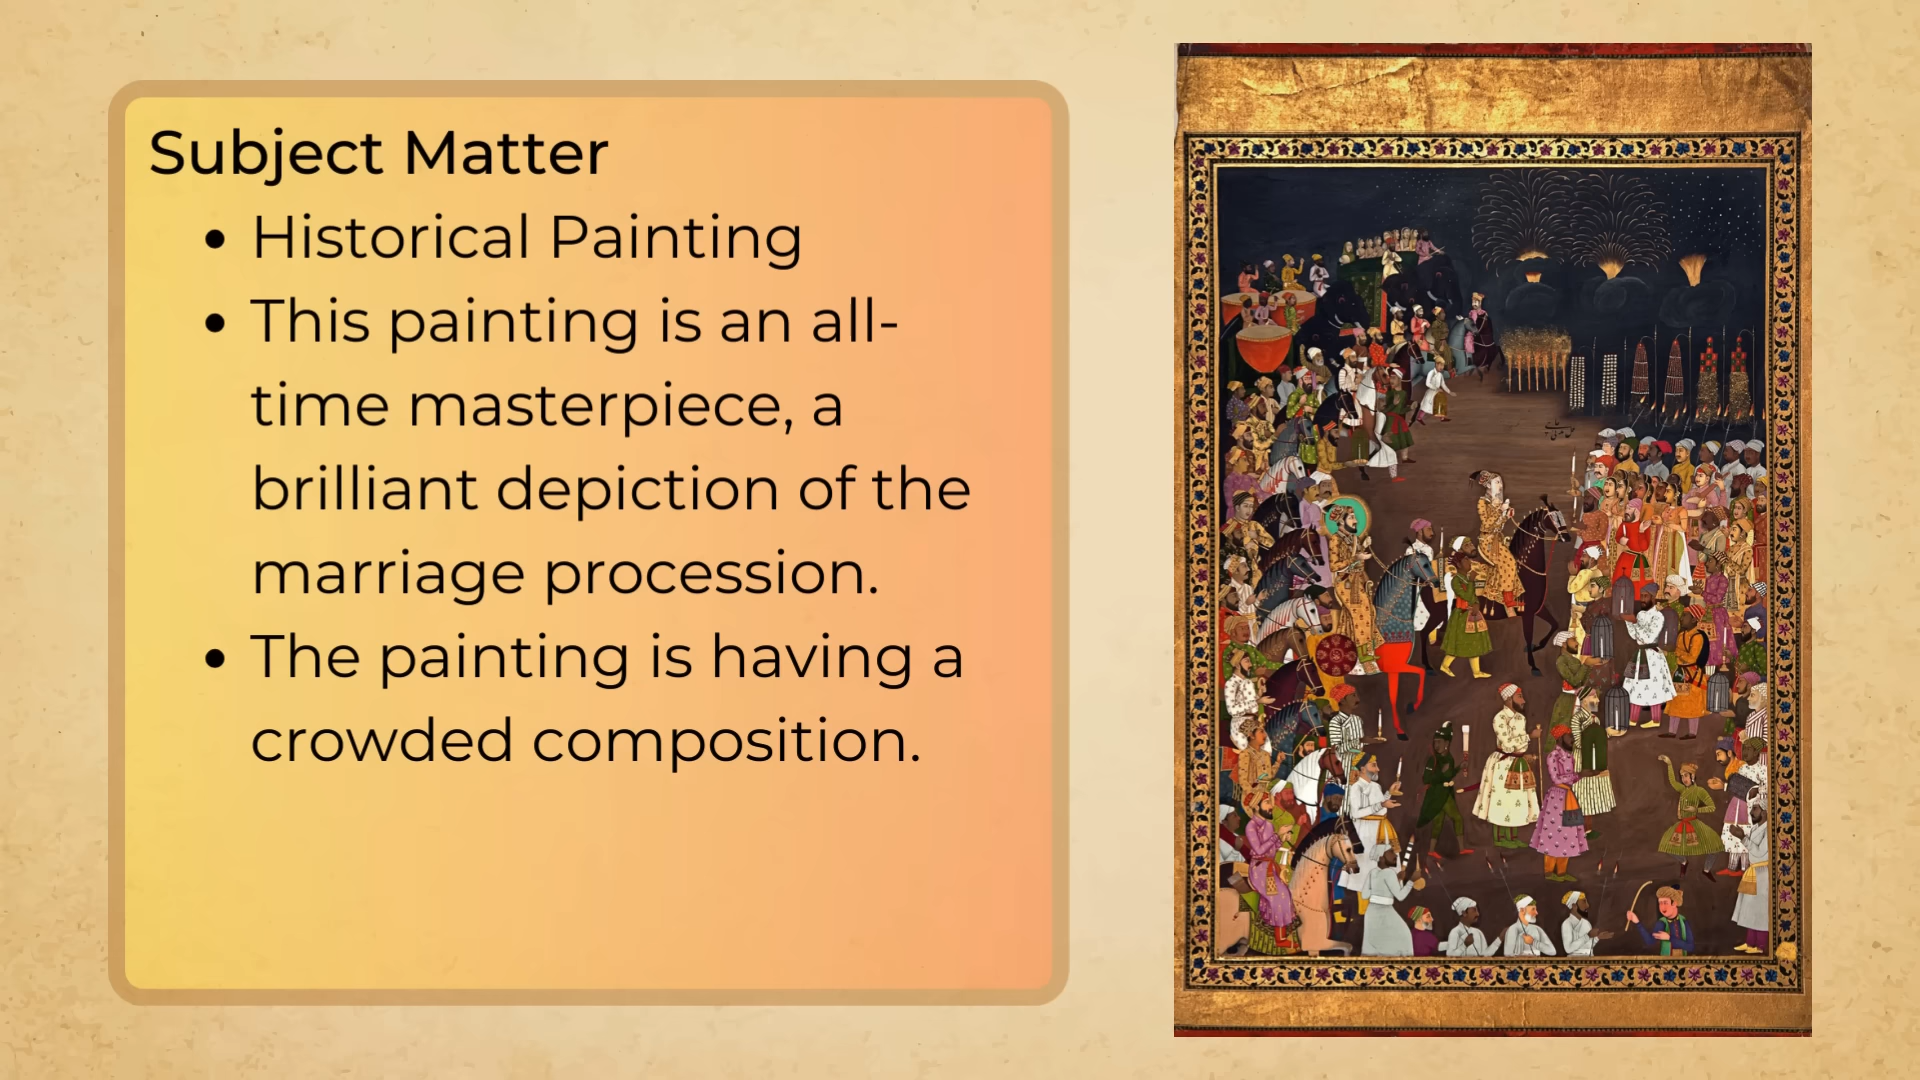 Subject Matter
• Historical Painting
• This painting is an all-
time masterpiece, a
brilliant depiction of the
marriage procession.
• The painting is having a
crowded composition.